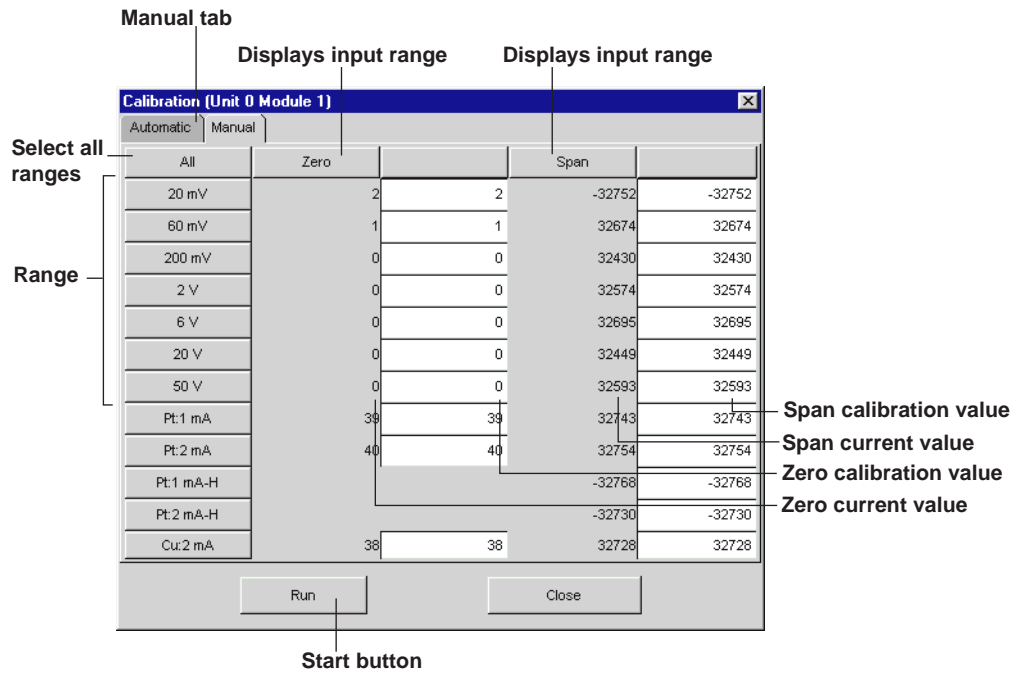 Manual tab
Displays input range Displays input range
Calibration (Unit 0 Module 1)
Automatic Manual
Select all ranges
All Zero Span
20 mV 2 2 -32752 -32752
60 mV 1 1 32674 32674
200 mV 0 0 32430 32430
Range
2 V 0 0 32574 32574
6 V 0 0 32695 32695
20 V 0 0 32449 32449
50 V 0 0 32593 32593
Pt:1 mA 39 39 32743 32743
Span calibration value
Pt:2 mA 40 40 32754 32754
Span current value
Pt:1 mA-H -32768 -32768
Zero calibration value
Pt:2 mA-H -32730 -32730
Zero current value
Cu:2 mA 38 38 32728 32728
Run Close
Start button